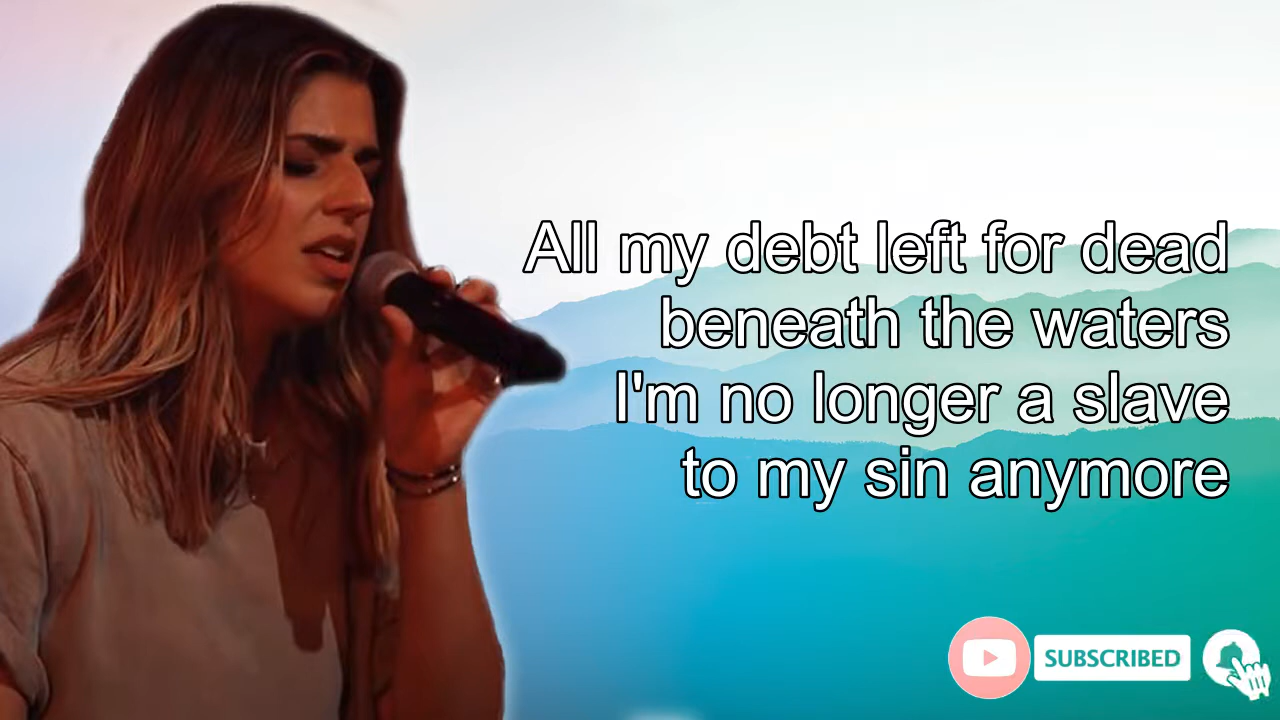 All my debt left for dead
beneath the waters
I'm no longer a slave
to my sin anymore
SUBSCRIBED